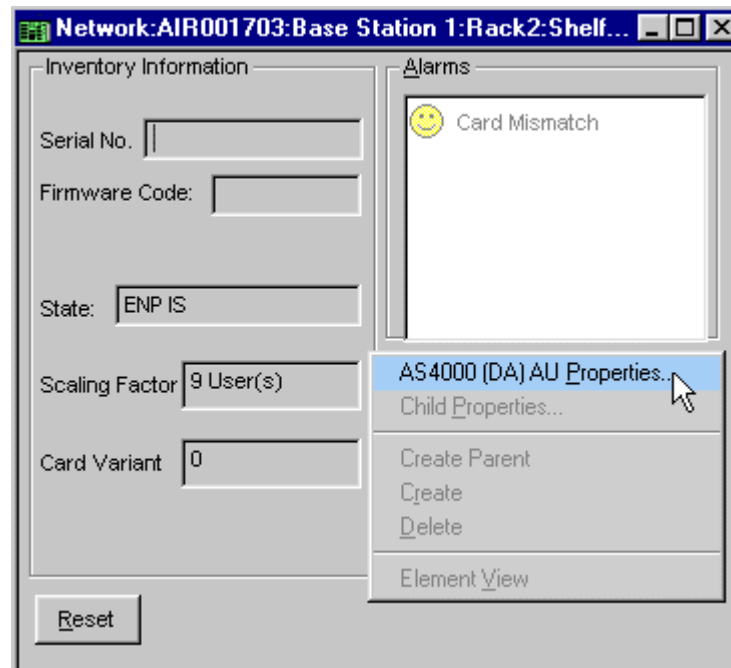 Network:AIR001703:Base Station 1:Rack2:Shelf...
Inventory Information
Serial No.
Firmware Code:
State: ENP IS
Scaling Factor 9 User(s)
Card Variant 0
Reset
Alarms
Card Mismatch
AS4000 (DA) AU Properties...
Child Properties...
Create Parent
Create
Delete
Element View